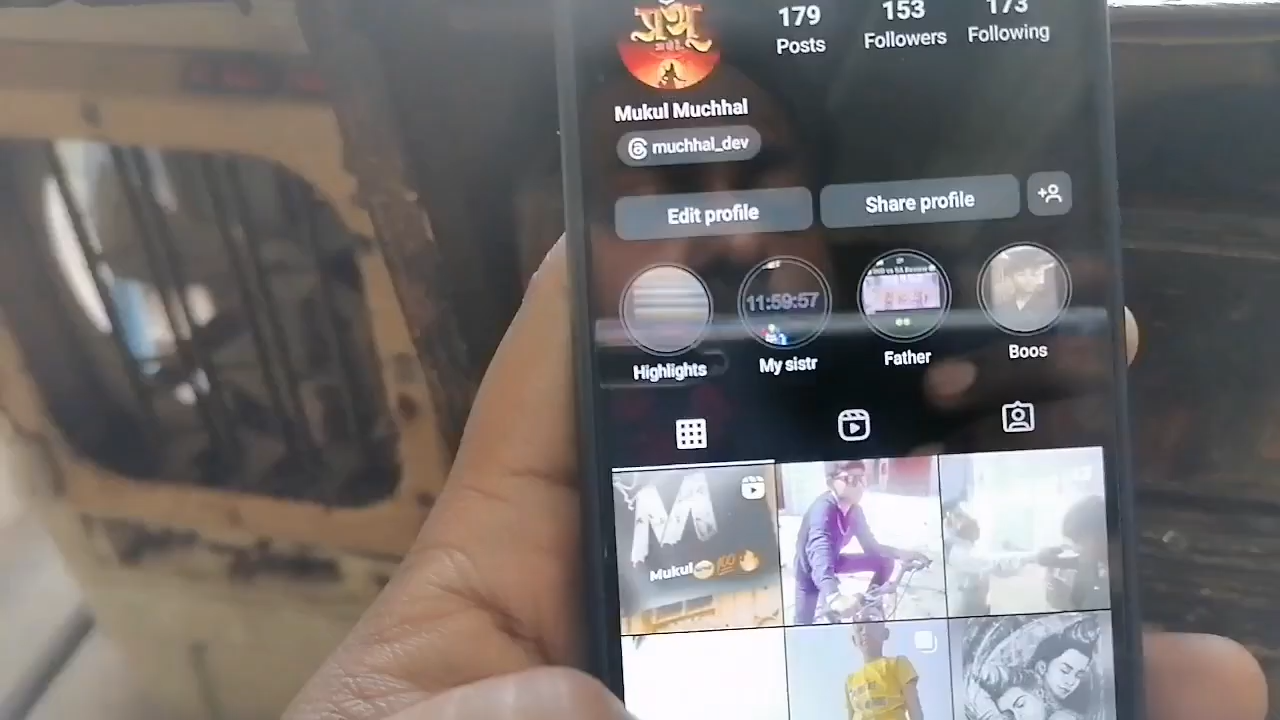 179
153
173
Posts
Followers
Following
Mukul Muchhal
muchhal_dev
Edit profile
Share profile
11:59:57
Highlights
My sistr
Father
Boos
M
Mukul 💯🔥